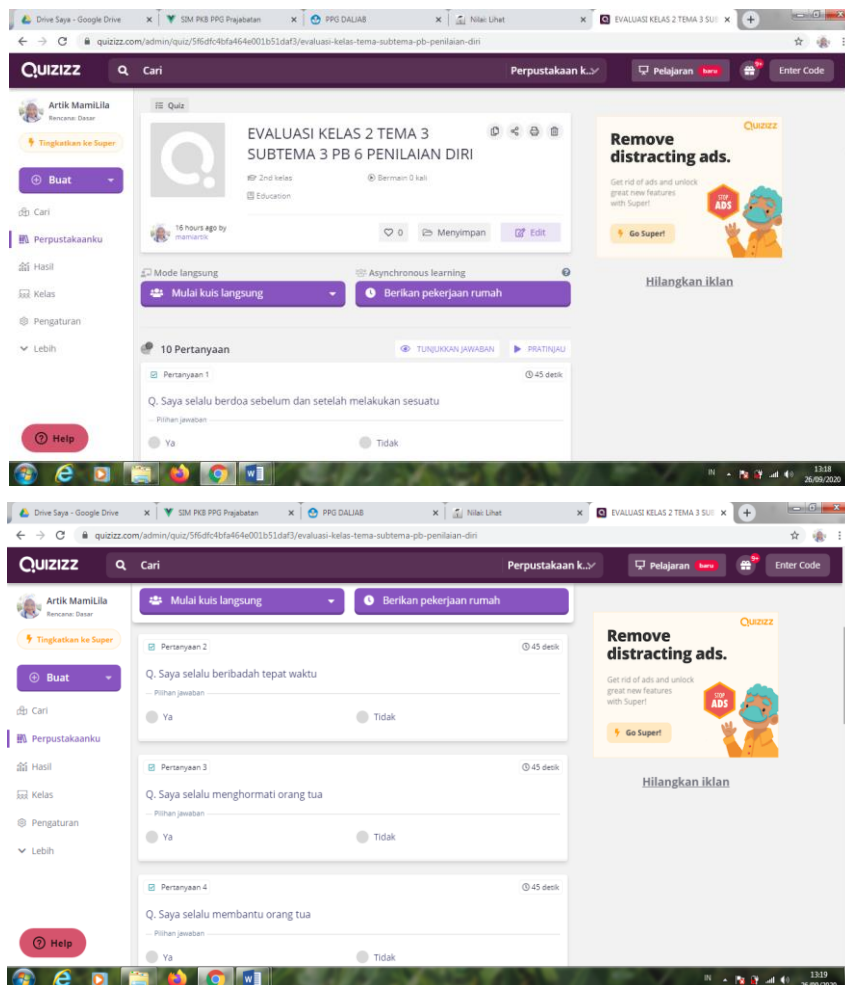 Drive Saya - Google Drive
SIM PKB PPG Prajabatan
PPG DALJAB
Nilai: Lihat
EVALUASI KELAS 2 TEMA 3 SUB
quizizz.com/admin/quiz/5f6dfc4bfa464e001b51daf3/evaluasi-kelas-tema-subtema-pb-penilaian-diri
QUIZIZZ
Cari
Perpustakaan k..
Pelajaran baru
9+
Enter Code
Artik MamiLila
Rencana: Dasar
Tingkatkan ke Super
Buat
Cari
Perpustakaanku
Hasil
Kelas
Pengaturan
Lebih
Help
Quiz
EVALUASI KELAS 2 TEMA 3
SUBTEMA 3 PB 6 PENILAIAN DIRI
2nd kelas
Bermain 0 kali
Education
16 hours ago by
mamiartik
0
Menyimpan
Edit
Mode langsung
Asynchronous learning
Mulai kuis langsung
Berikan pekerjaan rumah
10 Pertanyaan
TUNJUKKAN JAWABAN
PRATINJAU
Pertanyaan 1
45 detik
Q. Saya selalu berdoa sebelum dan setelah melakukan sesuatu
Pilihan jawaban
Ya
Tidak
Quizizz
Remove
distracting ads.
Get rid of ads and unlock
great new features
with Super!
STOP
ADS
Go Super!
Hilangkan iklan
IN
13:18
26/09/2020
Drive Saya - Google Drive
SIM PKB PPG Prajabatan
PPG DALJAB
Nilai: Lihat
EVALUASI KELAS 2 TEMA 3 SUB
quizizz.com/admin/quiz/5f6dfc4bfa464e001b51daf3/evaluasi-kelas-tema-subtema-pb-penilaian-diri
QUIZIZZ
Cari
Perpustakaan k..
Pelajaran baru
9+
Enter Code
Artik MamiLila
Rencana: Dasar
Tingkatkan ke Super
Buat
Cari
Perpustakaanku
Hasil
Kelas
Pengaturan
Lebih
Help
Mulai kuis langsung
Berikan pekerjaan rumah
Pertanyaan 2
45 detik
Q. Saya selalu beribadah tepat waktu
Pilihan jawaban
Ya
Tidak
Pertanyaan 3
45 detik
Q. Saya selalu menghormati orang tua
Pilihan jawaban
Ya
Tidak
Pertanyaan 4
45 detik
Q. Saya selalu membantu orang tua
Pilihan jawaban
Ya
Tidak
Quizizz
Remove
distracting ads.
Get rid of ads and unlock
great new features
with Super!
STOP
ADS
Go Super!
Hilangkan iklan
IN
13:19
26/09/2020